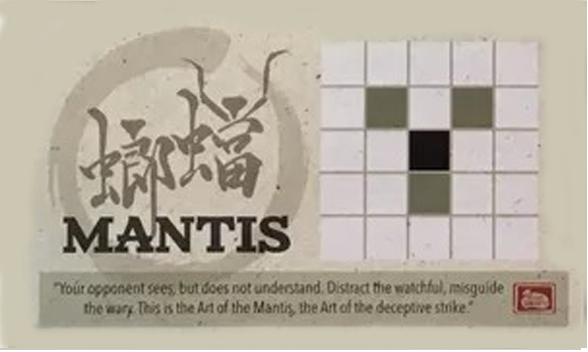 螂蟷
MANTIS
"Your opponent sees, but does not understand. Distract the watchful, misguide
the wary. This is the Art of the Mantis, the Art of the deceptive strike."